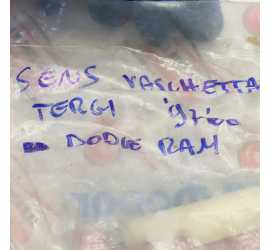 SENS VASCHETTA
TERGI '97'00
DODGE RAM